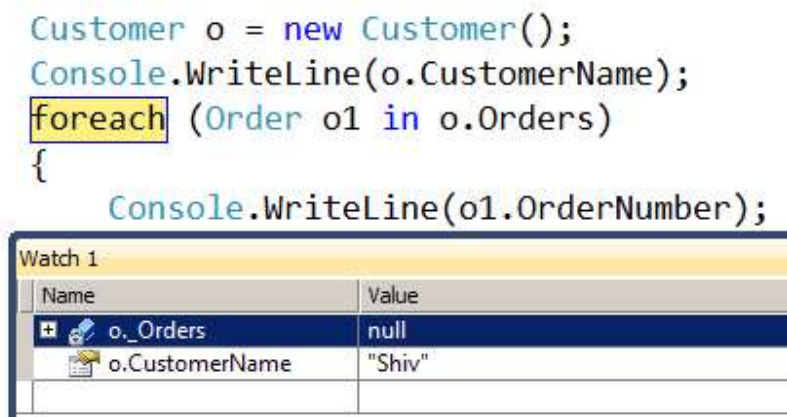 Customer o = new Customer();
Console.WriteLine(o.CustomerName);
foreach (Order o1 in o.Orders)
{
Console.WriteLine(o1.OrderNumber);
Watch 1
Name Value
o._Orders null
o.CustomerName "Shiv"